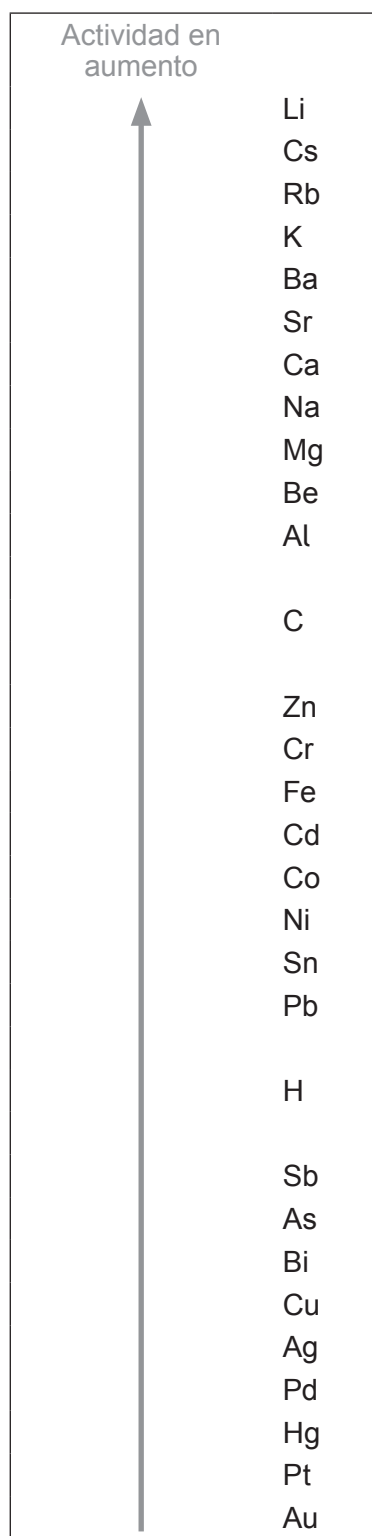 Actividad en
aumento
Li
Cs
Rb
K
Ba
Sr
Ca
Na
Mg
Be
Al
C
Zn
Cr
Fe
Cd
Co
Ni
Sn
Pb
H
Sb
As
Bi
Cu
Ag
Pd
Hg
Pt
Au